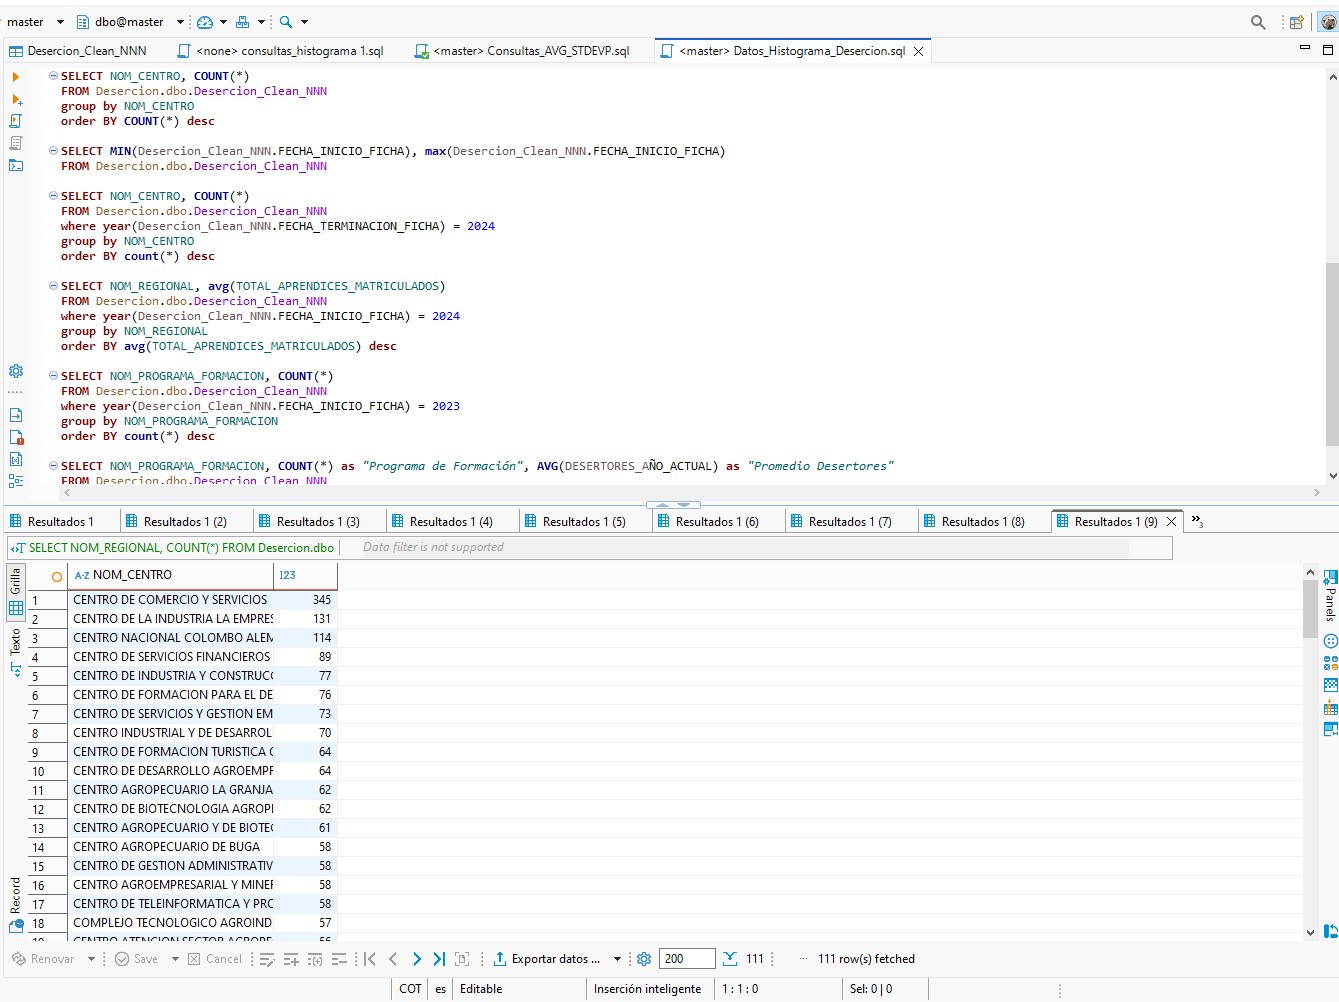 master dbo@master
Desercion_Clean_NNN <none> consultas_histograma 1.sql <master> Consultas_AVG_STDEVP.sql <master> Datos_Histograma_Desercion.sql
SELECT NOM_CENTRO, COUNT(*)
FROM Desercion.dbo.Desercion_Clean_NNN
group by NOM_CENTRO
order BY COUNT(*) desc
SELECT MIN(Desercion_Clean_NNN.FECHA_INICIO_FICHA), max(Desercion_Clean_NNN.FECHA_INICIO_FICHA)
FROM Desercion.dbo.Desercion_Clean_NNN
SELECT NOM_CENTRO, COUNT(*)
FROM Desercion.dbo.Desercion_Clean_NNN
where year(Desercion_Clean_NNN.FECHA_TERMINACION_FICHA) = 2024
group by NOM_CENTRO
order BY count(*) desc
SELECT NOM_REGIONAL, avg(TOTAL_APRENDICES_MATRICULADOS)
FROM Desercion.dbo.Desercion_Clean_NNN
where year(Desercion_Clean_NNN.FECHA_INICIO_FICHA) = 2024
group by NOM_REGIONAL
order BY avg(TOTAL_APRENDICES_MATRICULADOS) desc
SELECT NOM_PROGRAMA_FORMACION, COUNT(*)
FROM Desercion.dbo.Desercion_Clean_NNN
where year(Desercion_Clean_NNN.FECHA_INICIO_FICHA) = 2023
group by NOM_PROGRAMA_FORMACION
order BY count(*) desc
SELECT NOM_PROGRAMA_FORMACION, COUNT(*) as "Programa de Formación", AVG(DESERTORES_AÑO_ACTUAL) as "Promedio Desertores"
FROM Desercion.dbo.Desercion_Clean_NNN
Resultados 1 Resultados 1 (2) Resultados 1 (3) Resultados 1 (4) Resultados 1 (5) Resultados 1 (6) Resultados 1 (7) Resultados 1 (8) Resultados 1 (9) »3
SELECT NOM_REGIONAL, COUNT(*) FROM Desercion.dbo Data filter is not supported
Grilla
Texto
Record
A-Z NOM_CENTRO 123
1 CENTRO DE COMERCIO Y SERVICIOS 345
2 CENTRO DE LA INDUSTRIA LA EMPRES 131
3 CENTRO NACIONAL COLOMBO ALEM 114
4 CENTRO DE SERVICIOS FINANCIEROS 89
5 CENTRO DE INDUSTRIA Y CONSTRUCC 77
6 CENTRO DE FORMACION PARA EL DE 76
7 CENTRO DE SERVICIOS Y GESTION EM 73
8 CENTRO INDUSTRIAL Y DE DESARROL 70
9 CENTRO DE FORMACION TURISTICA G 64
10 CENTRO DE DESARROLLO AGROEMPR 64
11 CENTRO AGROPECUARIO LA GRANJA 62
12 CENTRO DE BIOTECNOLOGIA AGROPE 62
13 CENTRO AGROPECUARIO Y DE BIOTEC 61
14 CENTRO AGROPECUARIO DE BUGA 58
15 CENTRO DE GESTION ADMINISTRATIV 58
16 CENTRO AGROEMPRESARIAL Y MINER 58
17 CENTRO DE TELEINFORMATICA Y PRO 58
18 COMPLEJO TECNOLOGICO AGROIND 57
19 CENTRO ATENCION SECTOR AGROPE 56
Panels
Renovar Save Cancel Exportar datos ... 200 111 ... 111 row(s) fetched
COT es Editable Inserción inteligente 1 : 1 : 0 Sel: 0 | 0